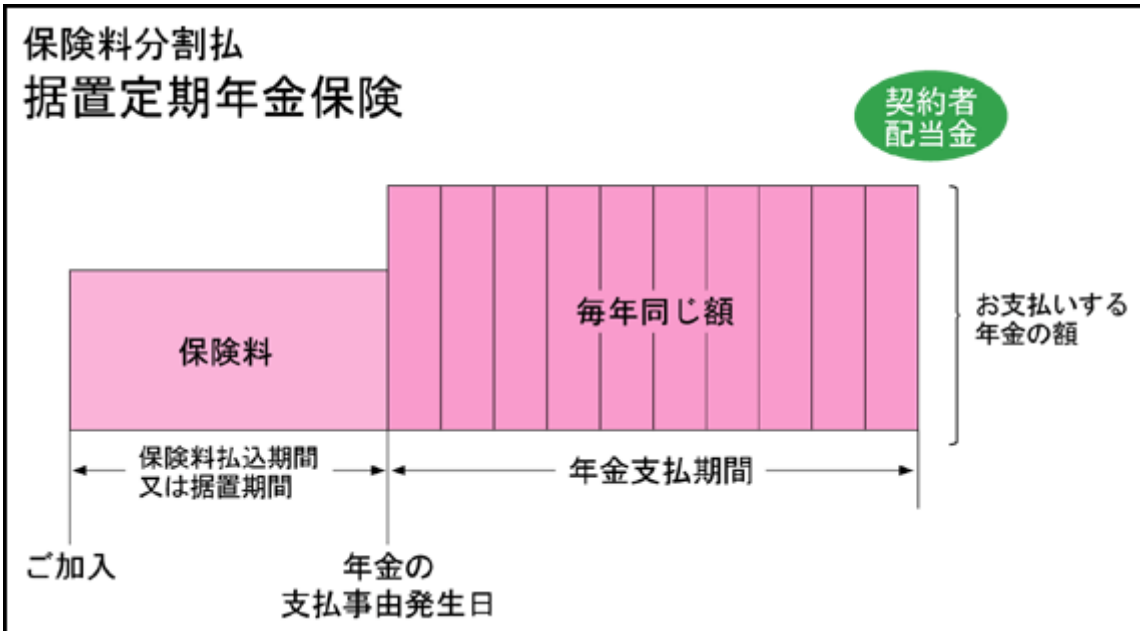 保険料分割払
据置定期年金保険
契約者
配当金
毎年同じ額
保険料
お支払いする
年金の額
保険料払込期間
又は据置期間
年金支払期間
ご加入
年金の
支払事由発生日